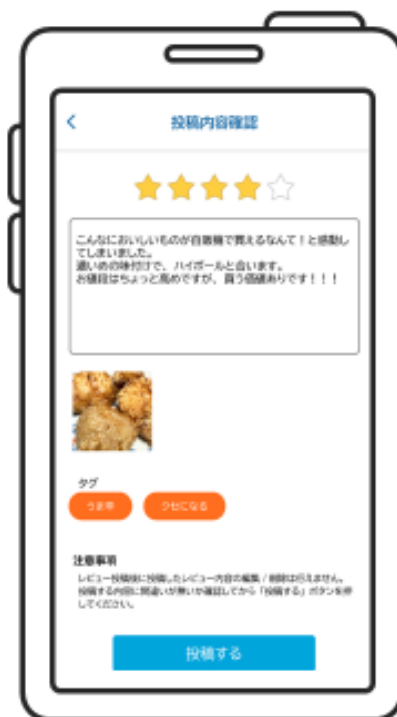 投稿内容確認
こんなにおいしいものが自販機で買えるなんて！と感動し
てしまいました。
濃いめの味付けで、ハイボールと合います。
お値段はちょっと高めですが、買う価値ありです！！！
タグ
うま辛
クセになる
注意事項
レビュー投稿後に投稿したレビュー内容の編集 / 削除は行えません。
投稿する内容に間違いが無いか確認してから「投稿する」ボタンを押
してください。
投稿する